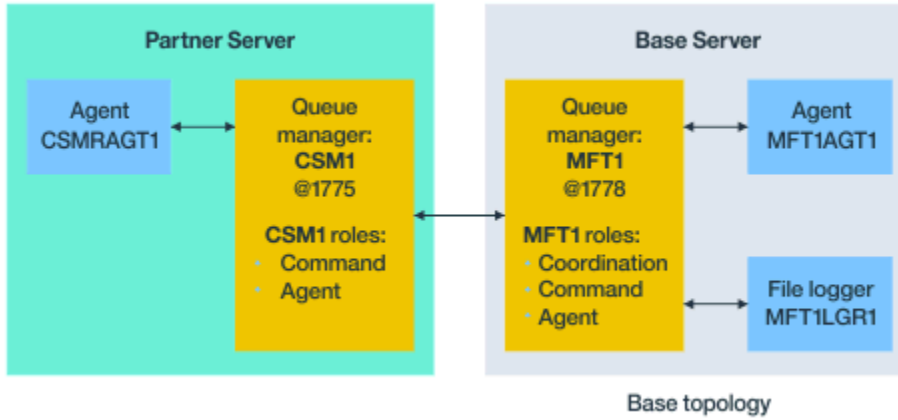 Partner Server
Agent
CSMRAGT1
Queue
manager:
CSM1
@1775
CSM1 roles:
• Command
• Agent
Base Server
Queue
manager:
MFT1
@1778
MFT1 roles:
• Coordination
• Command
• Agent
Agent
MFT1AGT1
File logger
MFT1LGR1
Base topology